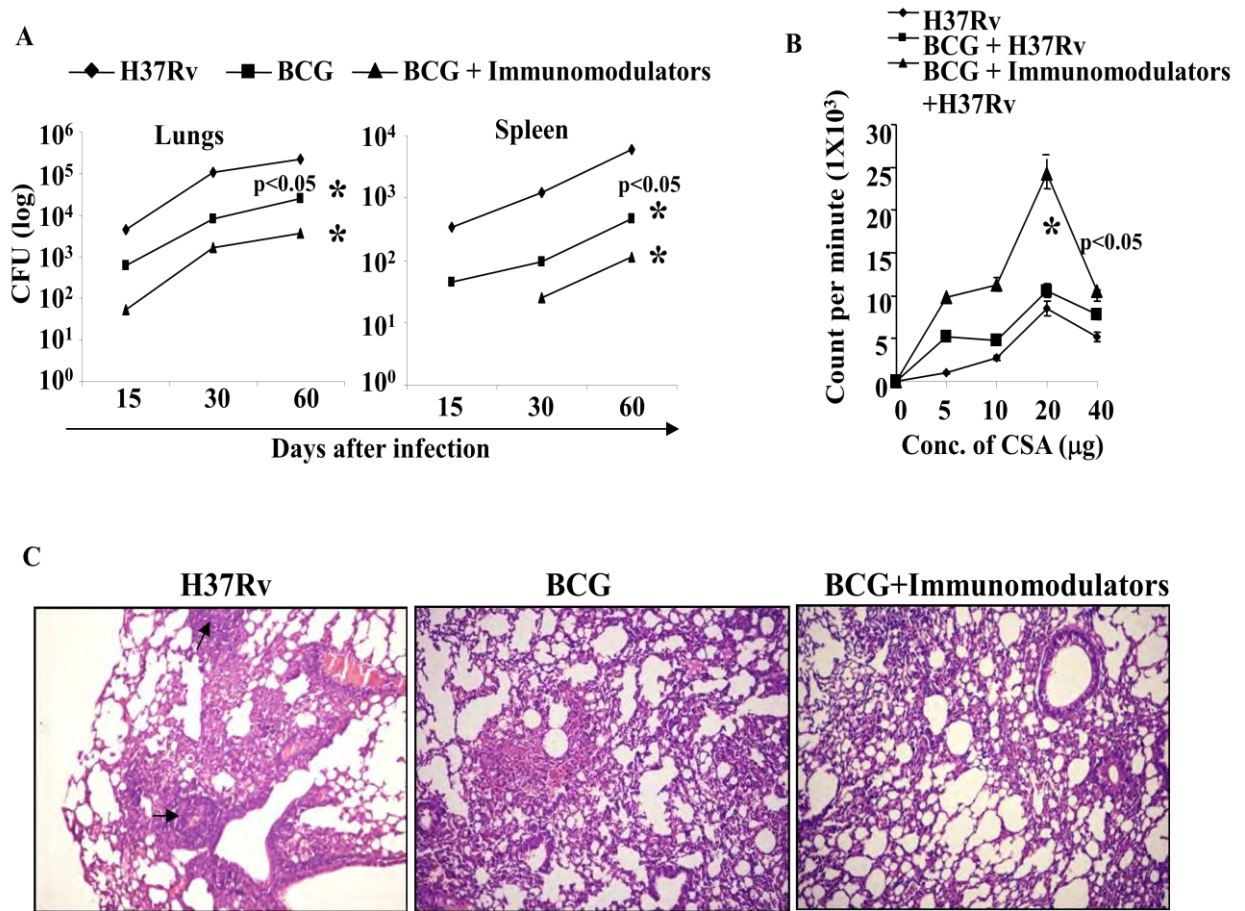 A
H37Rv BCG BCG + Immunomodulators
Lungs
Spleen
CFU (log)
10⁶
10⁵
10⁴
10³
10²
10¹
10⁰
p<0.05 *
*
15 30 60
10⁴
10³
10²
10¹
10⁰
p<0.05
*
*
15 30 60
Days after infection
B
H37Rv
BCG + H37Rv
BCG + Immunomodulators
+H37Rv
Count per minute (1X10³)
30
25
20
15
10
5
0
*
p<0.05
0 5 10 20 40
Conc. of CSA (μg)
C
H37Rv
BCG
BCG+Immunomodulators